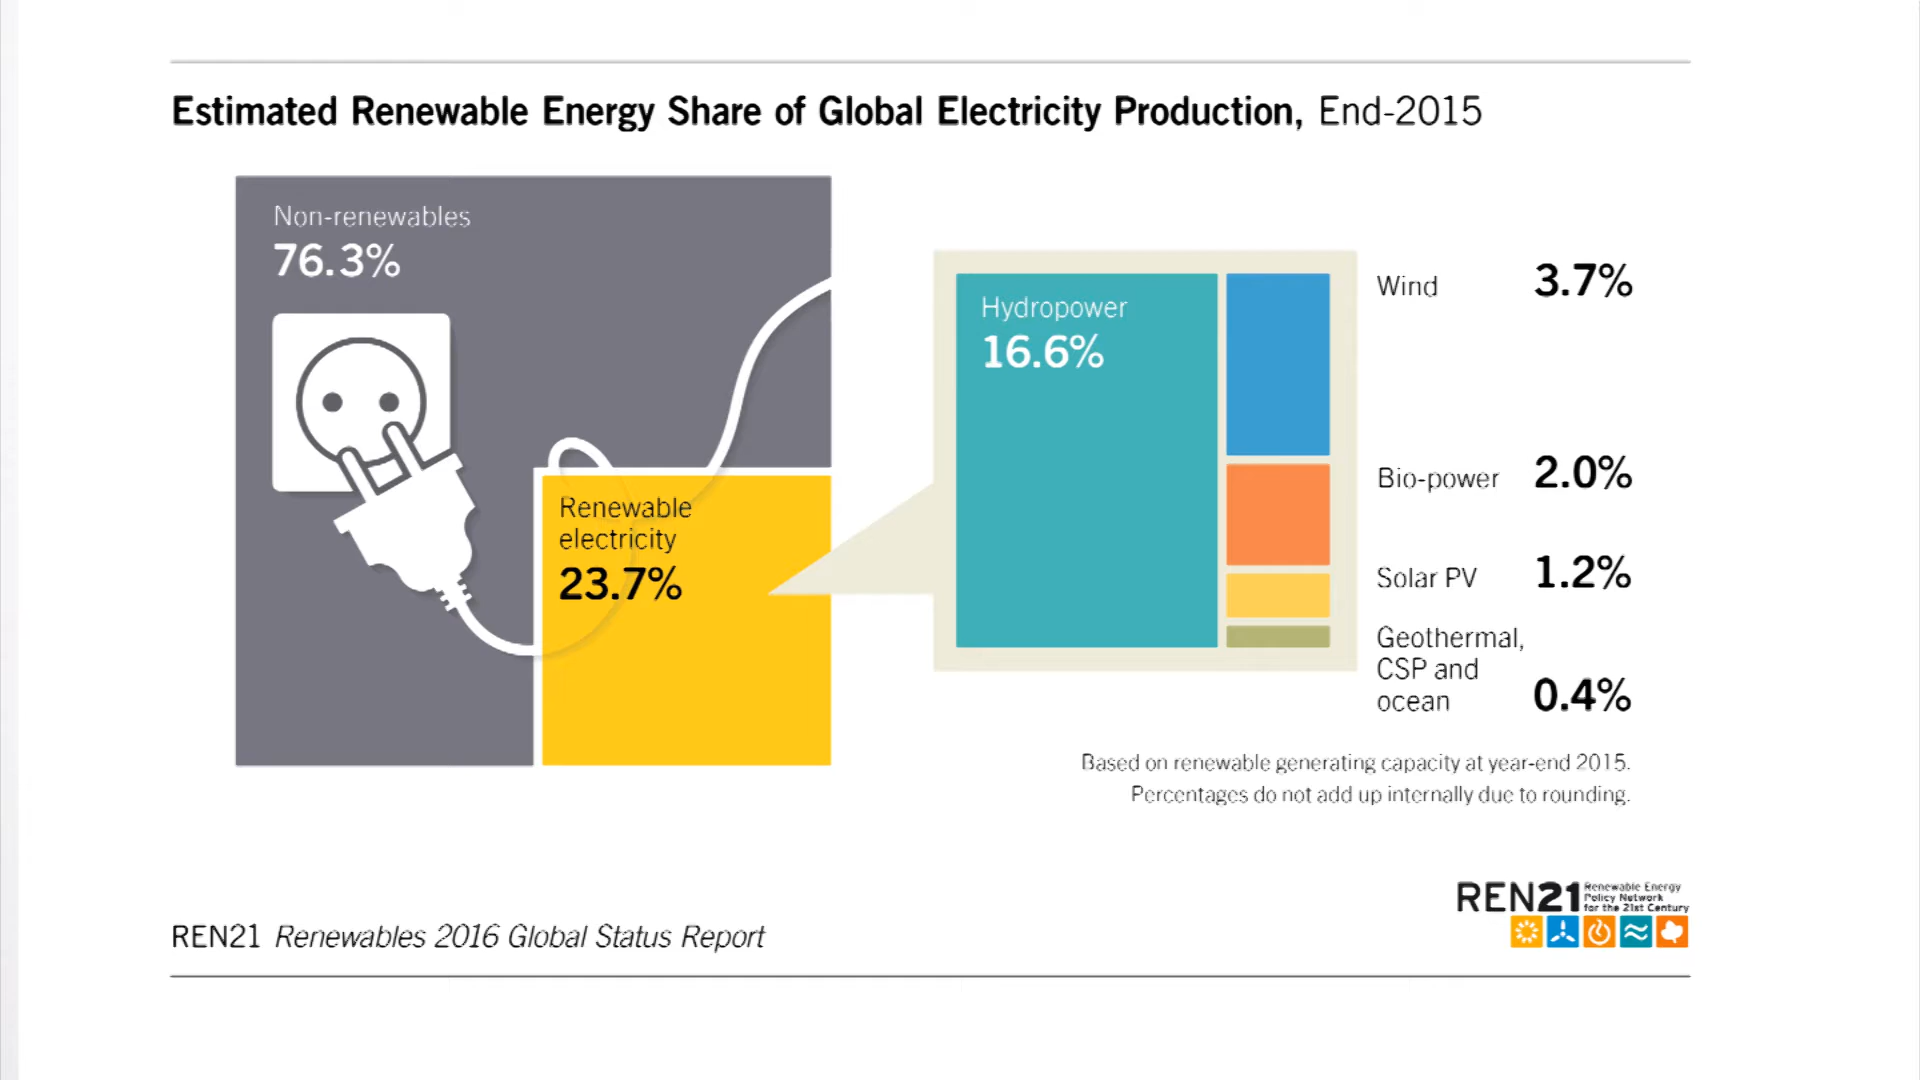 Estimated Renewable Energy Share of Global Electricity Production, End-2015
Non-renewables
76.3%
Renewable
electricity
23.7%
Hydropower
16.6%
Wind 3.7%
Bio-power 2.0%
Solar PV 1.2%
Geothermal,
CSP and
ocean 0.4%
Based on renewable generating capacity at year-end 2015.
Percentages do not add up internally due to rounding.
REN21 Renewables 2016 Global Status Report
REN21
Renewable Energy
Policy Network
for the 21st Century